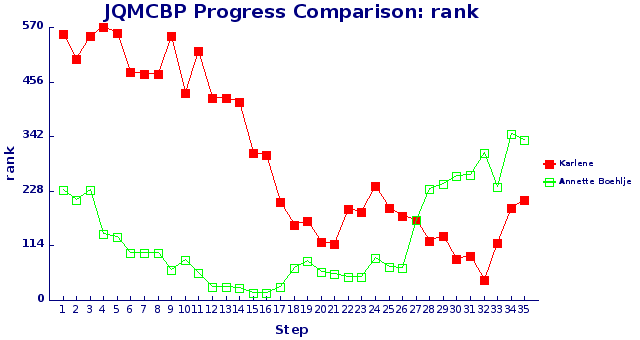 JQMCBP Progress Comparison: rank
570
456
342
228
114
0
rank
1 2 3 4 5 6 7 8 9 10 11 12 13 14 15 16 17 18 19 20 21 22 23 24 25 26 27 28 29 30 31 32 33 34 35
Step
Karlene
Annette Boehlje